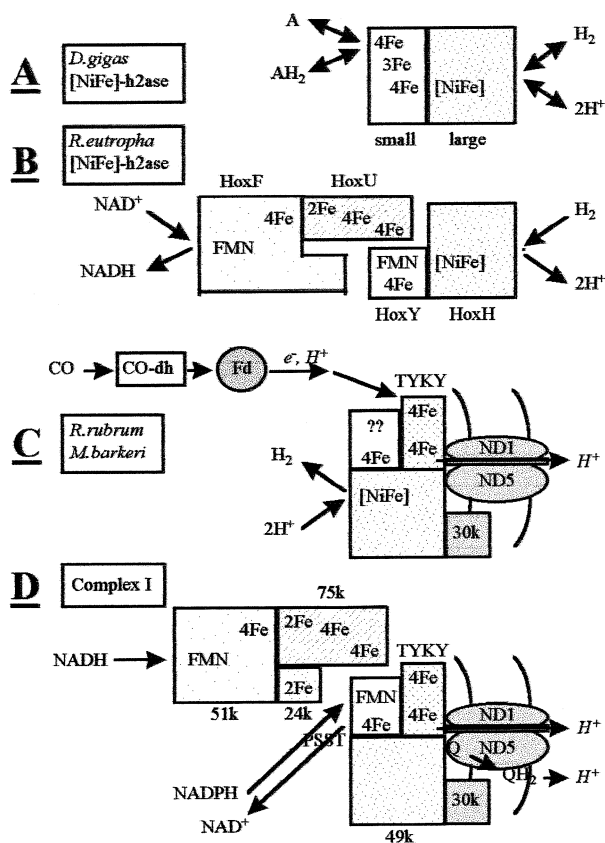 A
D.gigas
[NiFe]-h2ase
A
AH₂
4Fe
3Fe
4Fe
[NiFe]
small
large
H₂
2H⁺
B
R.eutropha
[NiFe]-h2ase
HoxF
HoxU
NAD⁺
NADH
4Fe
FMN
2Fe
4Fe
4Fe
FMN
4Fe
[NiFe]
HoxY
HoxH
H₂
2H⁺
CO
CO-dh
Fd
e⁻, H⁺
TYKY
C
R.rubrum
M.barkeri
??
4Fe
4Fe
4Fe
[NiFe]
H₂
2H⁺
ND1
ND5
H⁺
30k
D
Complex I
75k
NADH
4Fe
FMN
2Fe
4Fe
4Fe
2Fe
51k
24k
TYKY
4Fe
FMN
4Fe
4Fe
PSST
NADPH
NAD⁺
ND1
ND5
Q
QH₂
H⁺
H⁺
30k
49k